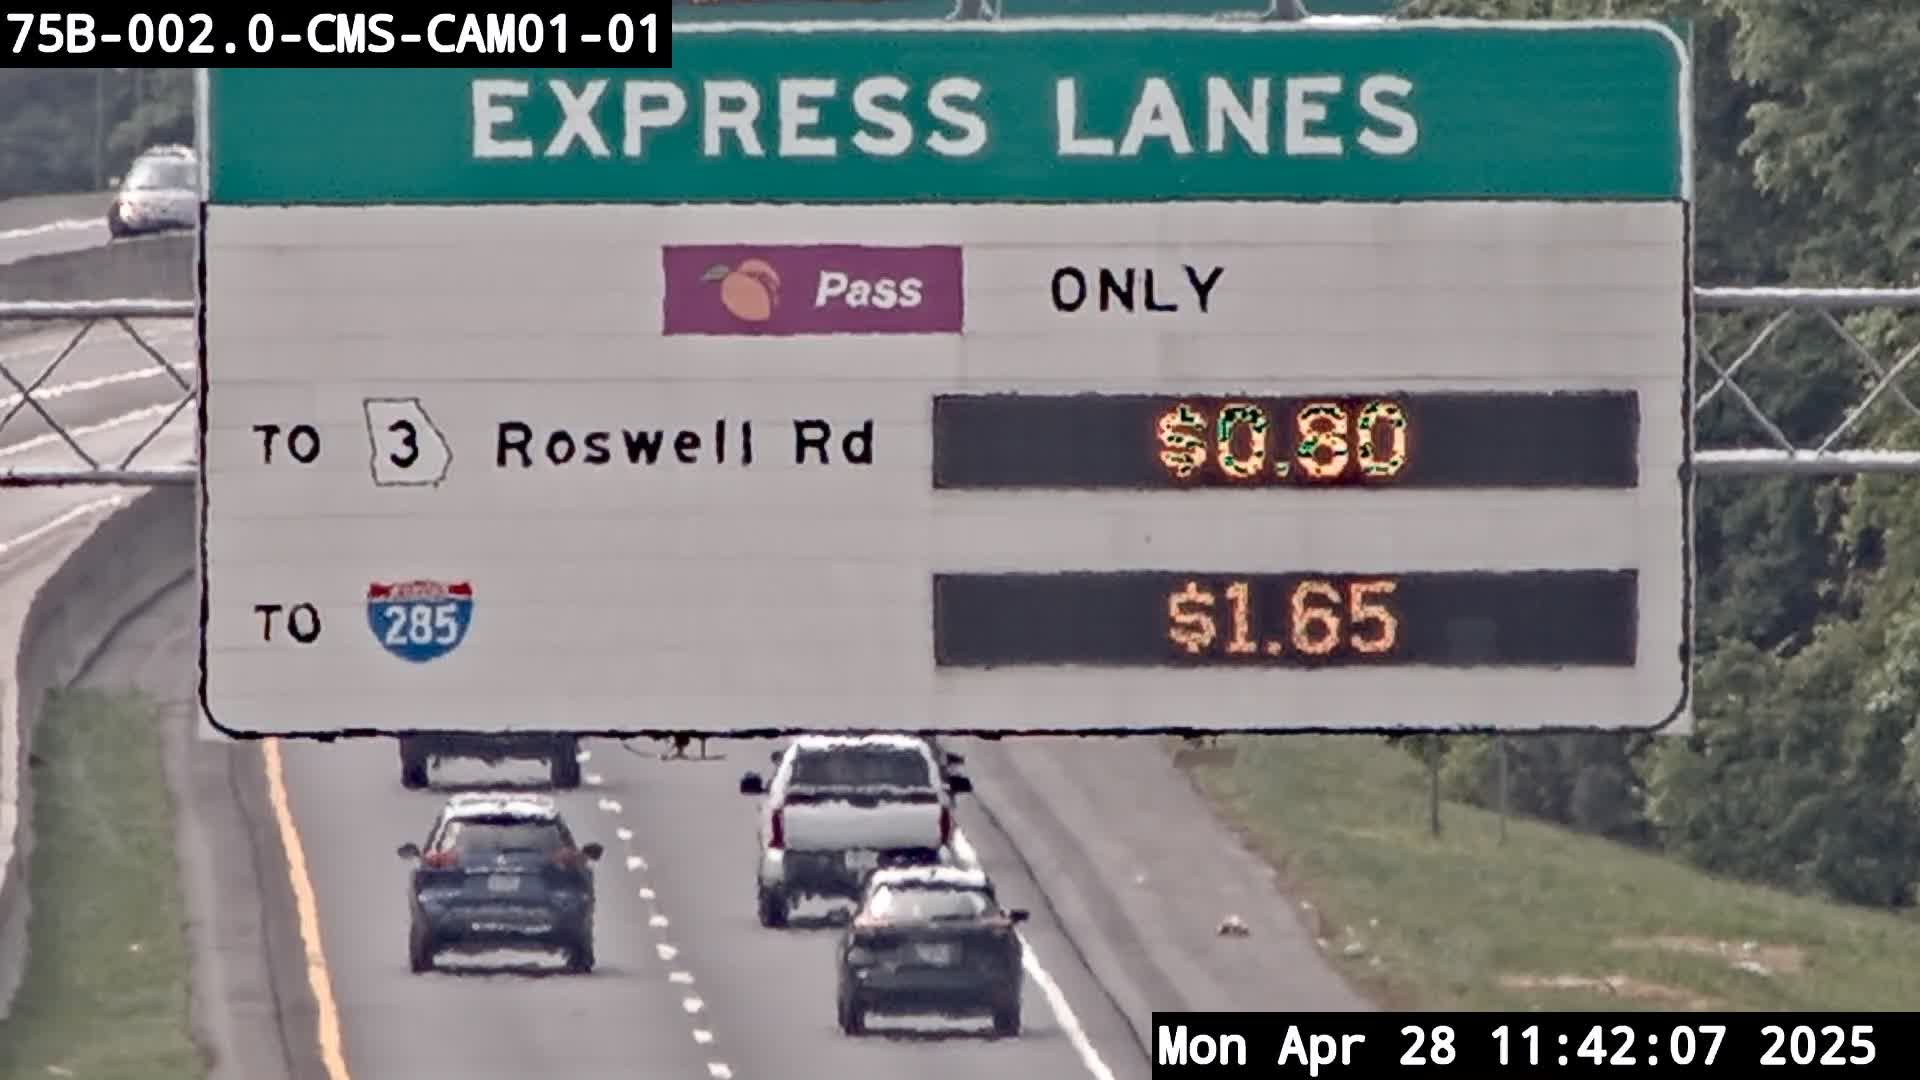 75B-002.0-CMS-CAM01-01
EXPRESS LANES
Pass ONLY
TO 3 Roswell Rd $0.80
TO 285 $1.65
Mon Apr 28 11:42:07 2025